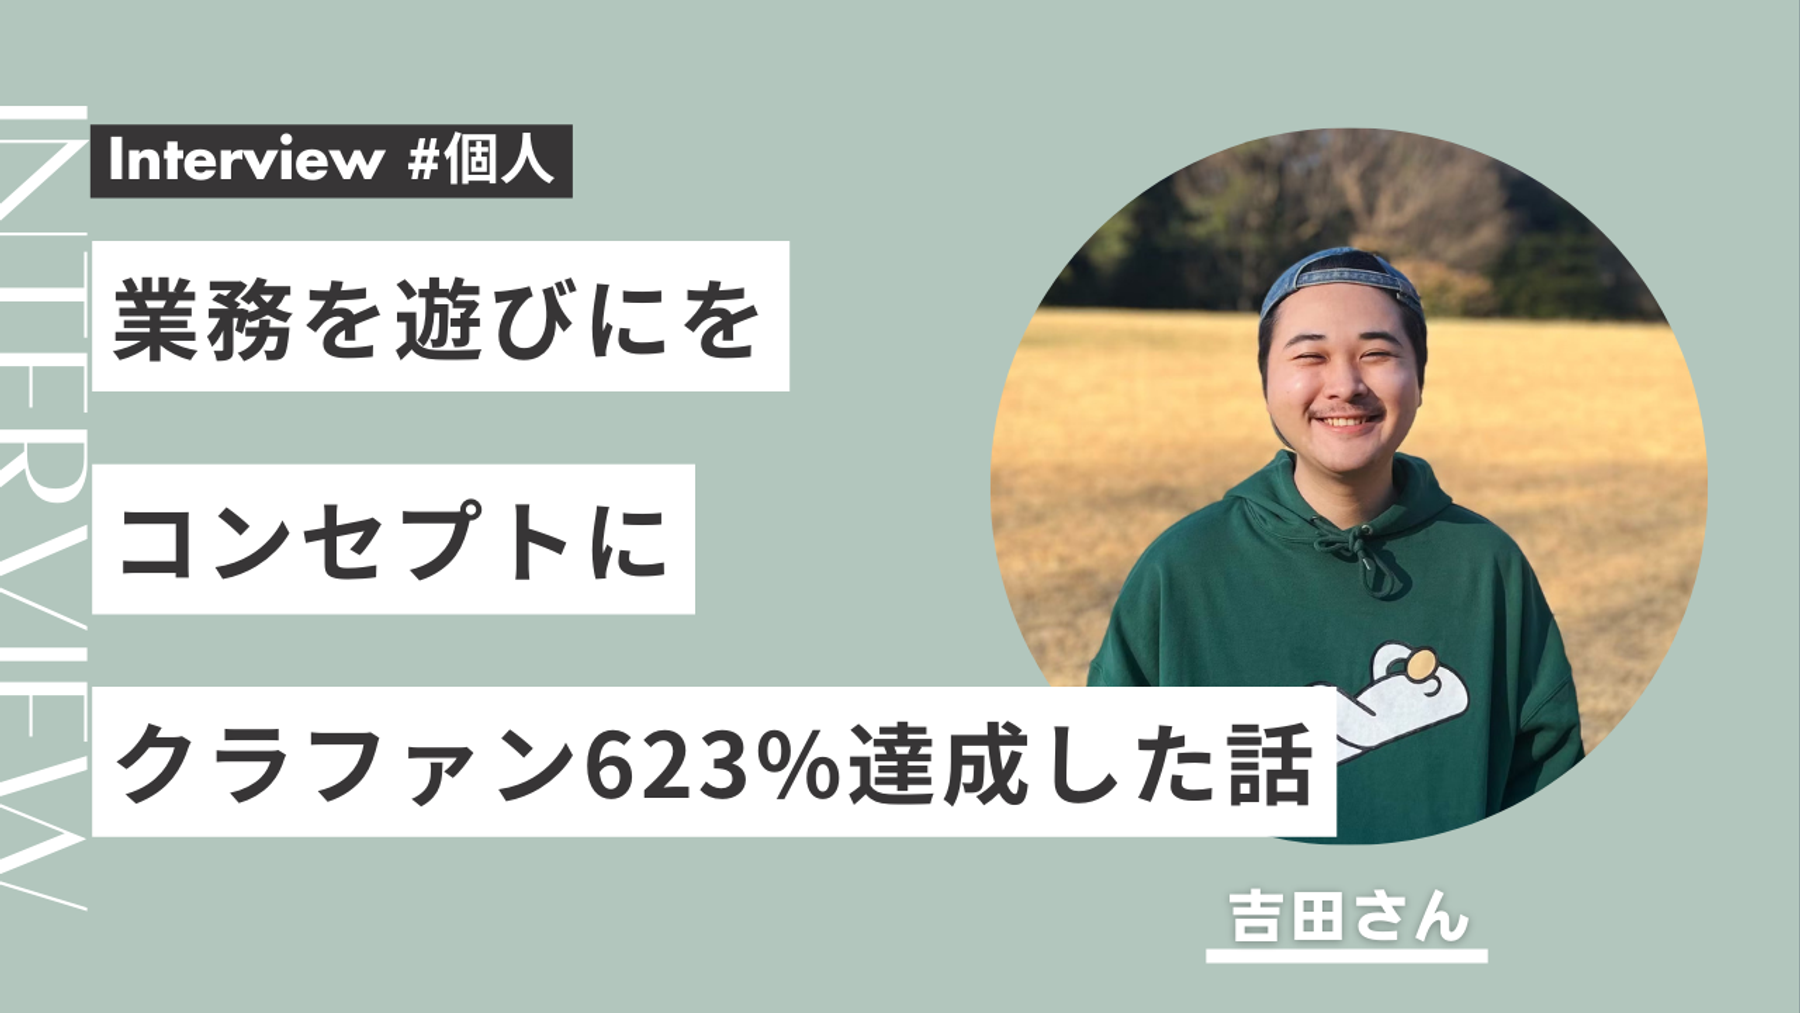 INTERVIEW
Interview #個人
業務を遊びにを
コンセプトに
クラファン623%達成した話
吉田さん